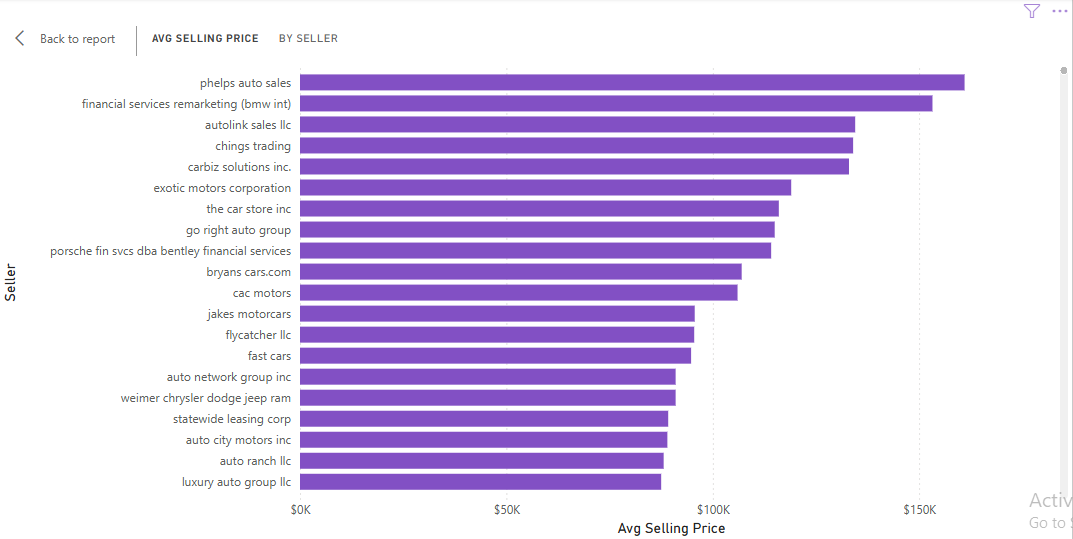 Back to report AVG SELLING PRICE BY SELLER
phelps auto sales
financial services remarketing (bmw int)
autolink sales llc
chings trading
carbiz solutions inc.
exotic motors corporation
the car store inc
go right auto group
porsche fin svcs dba bentley financial services
bryans cars.com
cac motors
jakes motorcars
flycatcher llc
fast cars
auto network group inc
weimer chrysler dodge jeep ram
statewide leasing corp
auto city motors inc
auto ranch llc
luxury auto group llc
Seller
$0K $50K $100K $150K
Avg Selling Price
Activ
Go to S